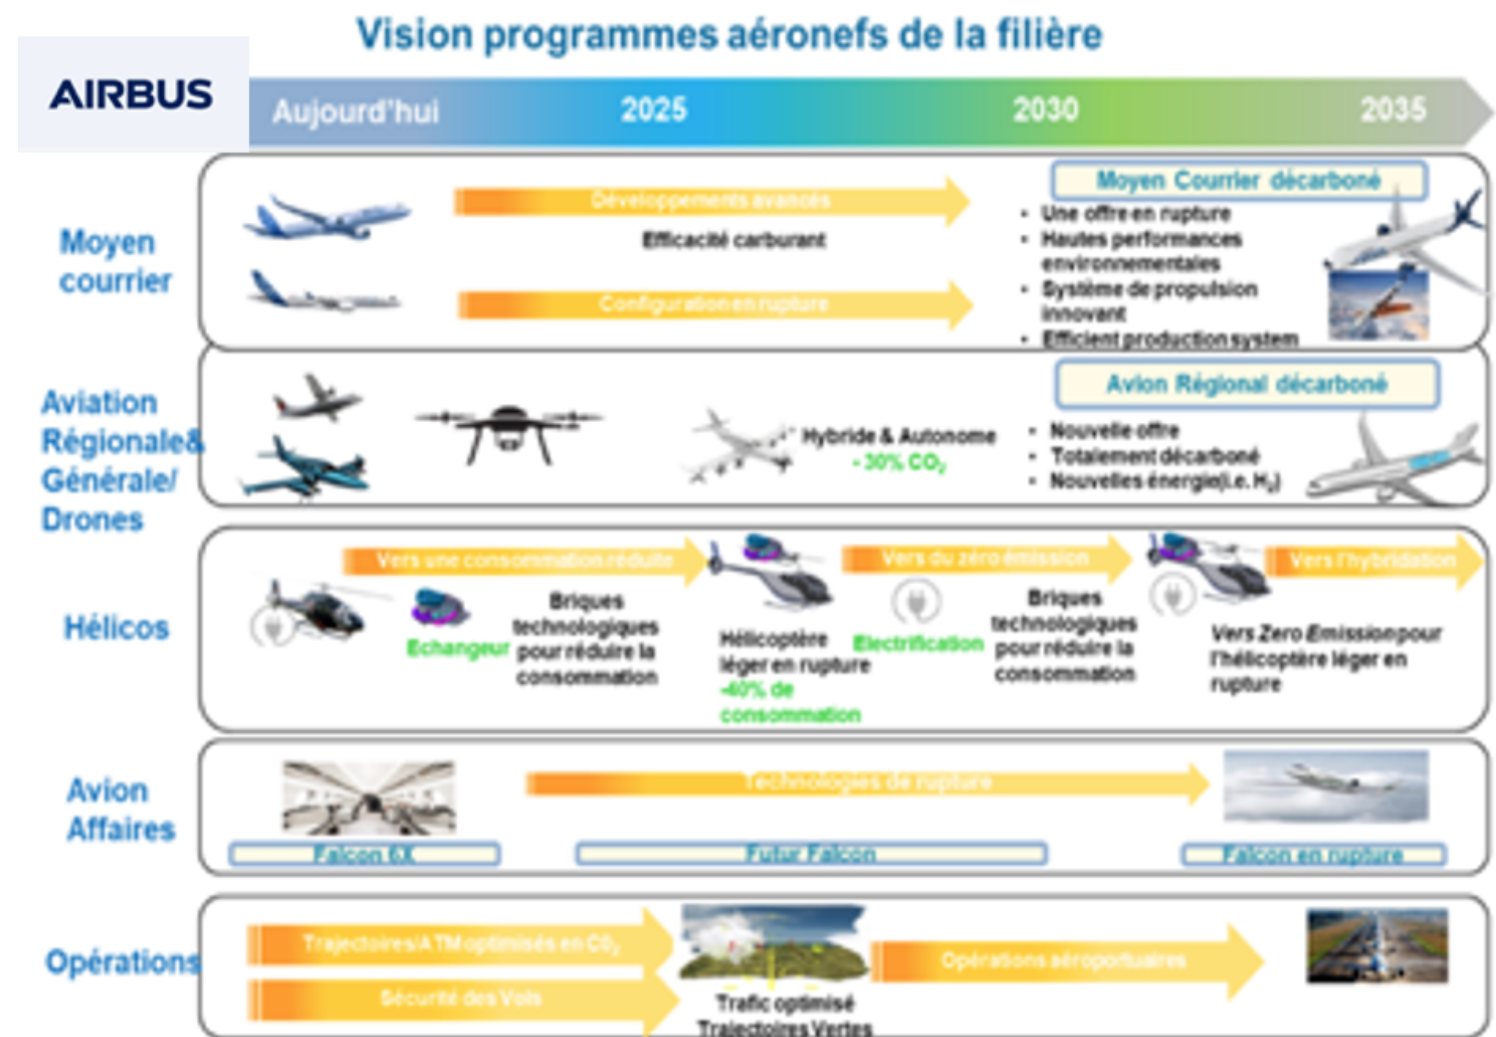 Vision programmes aéronefs de la filière
AIRBUS
Aujourd'hui
2025
2030
2035
Moyen
courrier
Développements avancés
Efficacité carburant
Configuration en rupture
Moyen Courrier décarboné
• Une offre en rupture
• Hautes performances
environnementales
• Système de propulsion
innovant
• Efficient production system
Aviation
Régionale&
Générale/
Drones
Hybride & Autonome
- 30% CO₂
Avion Régional décarboné
• Nouvelle offre
• Totalement décarboné
• Nouvelles énergie(i.e. H₂)
Hélicos
Vers une consommation réduite
Echangeur
Briques
technologiques
pour réduire la
consommation
Hélicoptère
léger en rupture
-40% de
consommation
Vers du zéro émission
Electrification
Briques
technologiques
pour réduire la
consommation
Vers l'hybridation
Vers Zero Emission pour
l'hélicoptère léger en
rupture
Avion
Affaires
Technologies de rupture
Falcon 6X
Futur Falcon
Falcon en rupture
Opérations
Trajectoires/ATM optimisés en C0₂
Sécurité des Vols
Trafic optimisé
Trajectoires Vertes
Opérations aéroportuaires